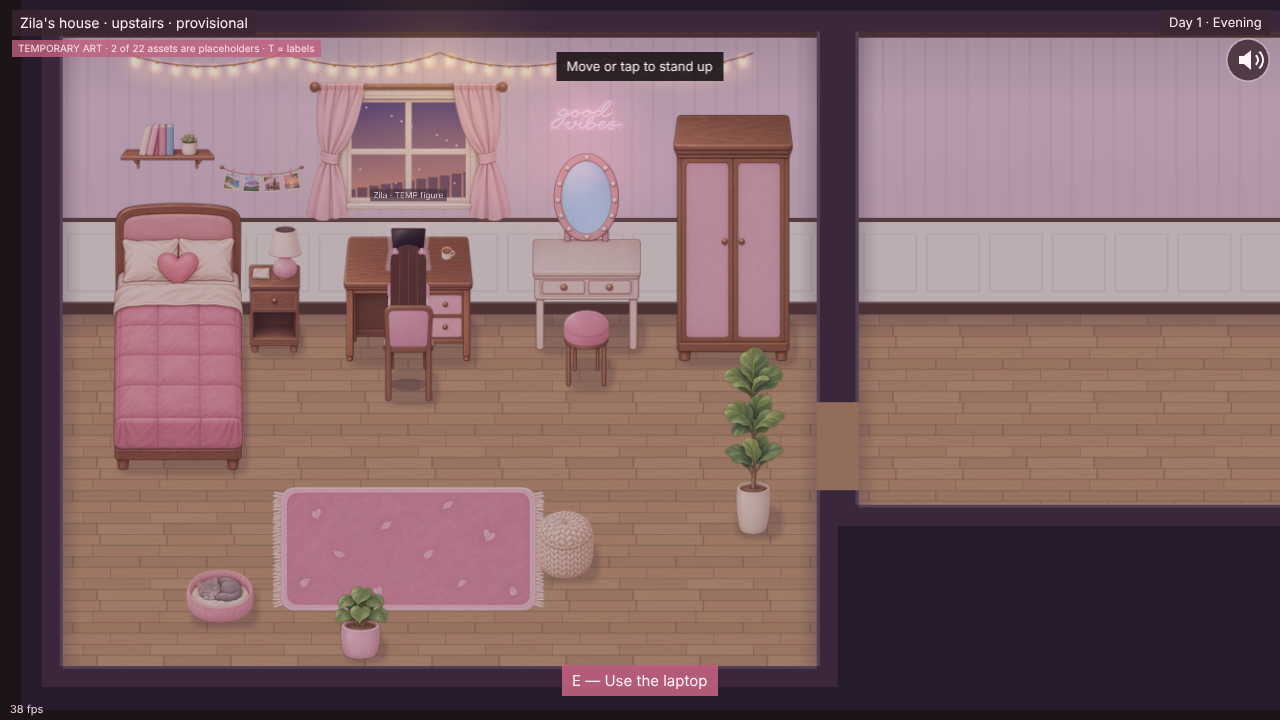 Zila's house · upstairs · provisional
Day 1 · Evening
TEMPORARY ART · 2 of 22 assets are placeholders · T = labels
Move or tap to stand up
good
vibes.
Zila · TEMP figure
E — Use the laptop
38 fps